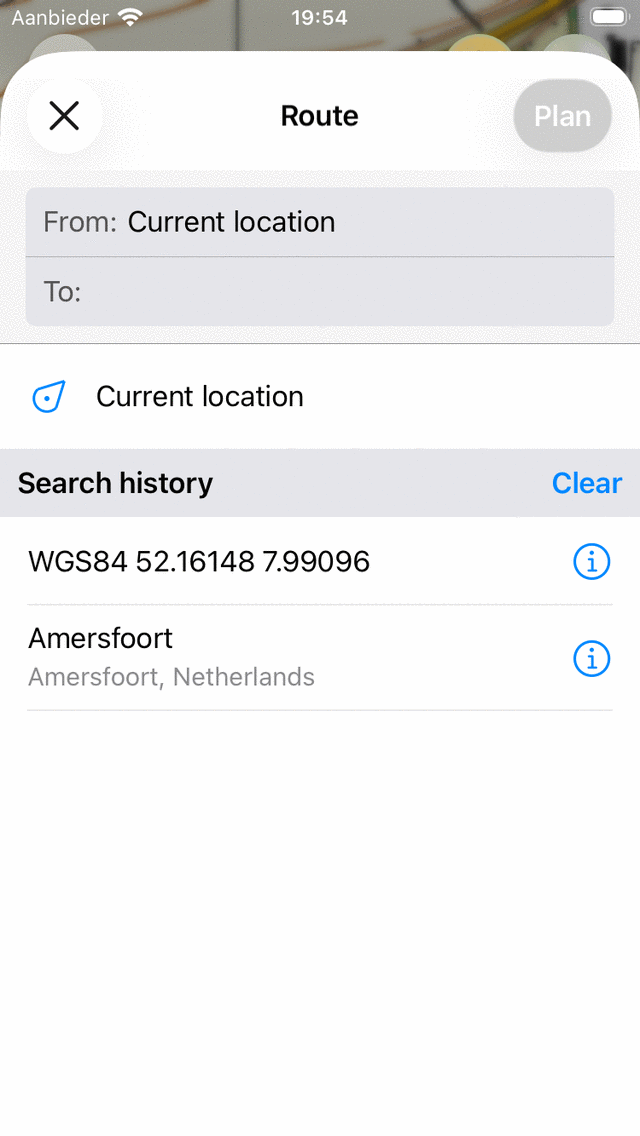 Aanbieder 19:54
Route
Plan
From: Current location
To:
Current location
Search history
Clear
WGS84 52.16148 7.99096
Amersfoort
Amersfoort, Netherlands